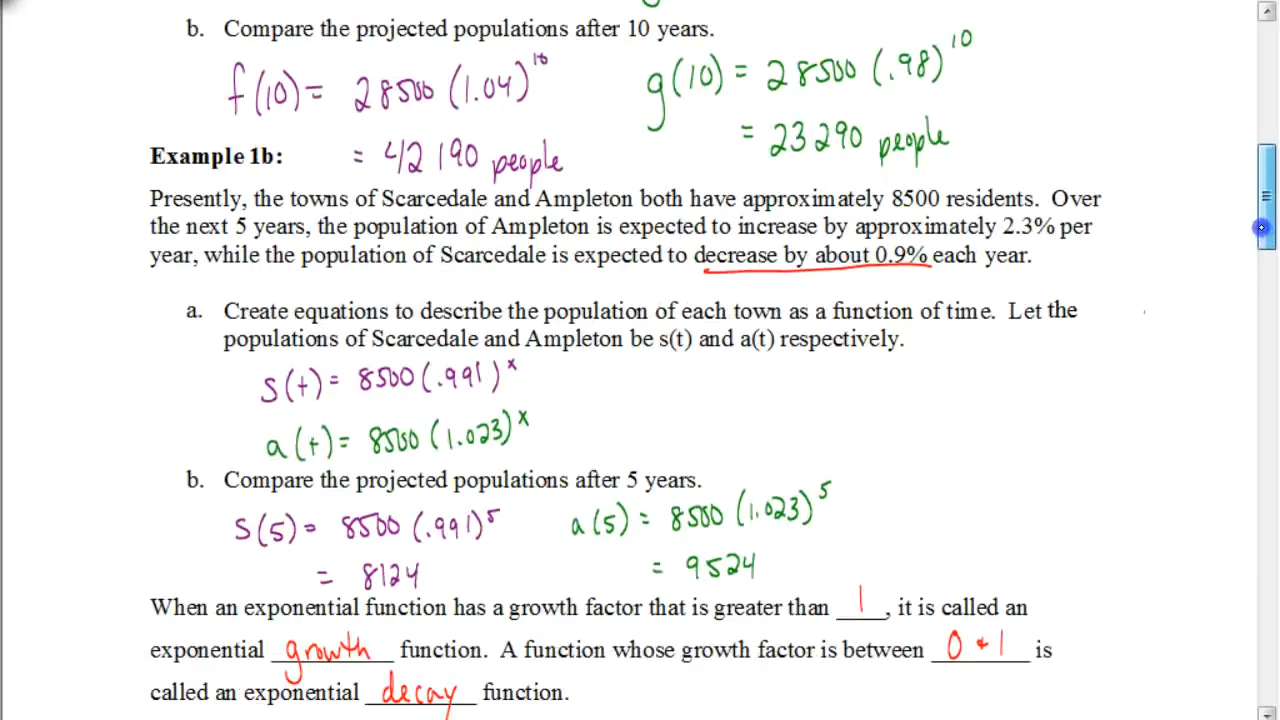 b. Compare the projected populations after 10 years.
f(10) = 28500 (1.04)^10
g(10) = 28500 (.98)^10
= 42190 people
= 23290 people
Example 1b:
Presently, the towns of Scarcedale and Ampleton both have approximately 8500 residents. Over
the next 5 years, the population of Ampleton is expected to increase by approximately 2.3% per
year, while the population of Scarcedale is expected to decrease by about 0.9% each year.
a. Create equations to describe the population of each town as a function of time. Let the
populations of Scarcedale and Ampleton be s(t) and a(t) respectively.
S(t) = 8500 (.991)^x
a(t) = 8500 (1.023)^x
b. Compare the projected populations after 5 years.
S(5) = 8500 (.991)^5
a(5) = 8500 (1.023)^5
= 8124
= 9524
When an exponential function has a growth factor that is greater than 1, it is called an
exponential growth function. A function whose growth factor is between 0 + 1 is
called an exponential decay function.